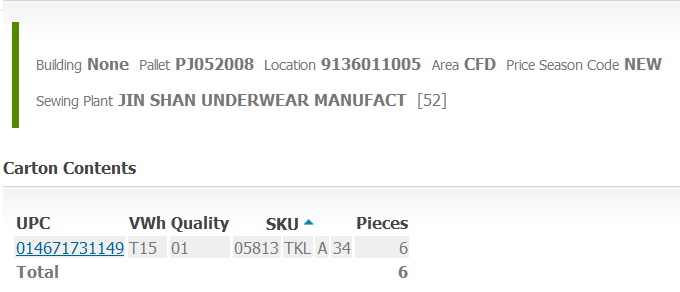 Building None Pallet PJ052008 Location 9136011005 Area CFD Price Season Code NEW
Sewing Plant JIN SHAN UNDERWEAR MANUFACT [52]
Carton Contents
UPC VWh Quality SKU Pieces
014671731149 T15 01 05813 TKL A 34 6
Total 6